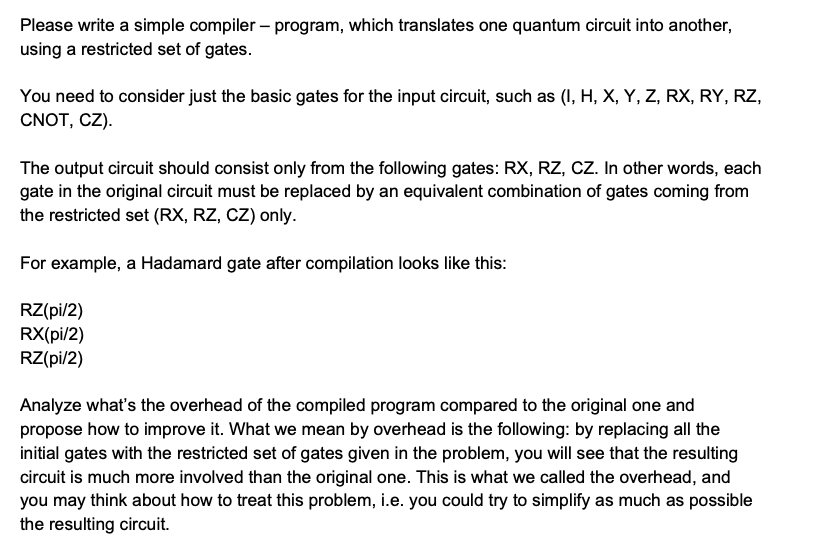 Please write a simple compiler – program, which translates one quantum circuit into another,
using a restricted set of gates.
You need to consider just the basic gates for the input circuit, such as (I, H, X, Y, Z, RX, RY, RZ,
CNOT, CZ).
The output circuit should consist only from the following gates: RX, RZ, CZ. In other words, each
gate in the original circuit must be replaced by an equivalent combination of gates coming from
the restricted set (RX, RZ, CZ) only.
For example, a Hadamard gate after compilation looks like this:
RZ(pi/2)
RX(pi/2)
RZ(pi/2)
Analyze what's the overhead of the compiled program compared to the original one and
propose how to improve it. What we mean by overhead is the following: by replacing all the
initial gates with the restricted set of gates given in the problem, you will see that the resulting
circuit is much more involved than the original one. This is what we called the overhead, and
you may think about how to treat this problem, i.e. you could try to simplify as much as possible
the resulting circuit.